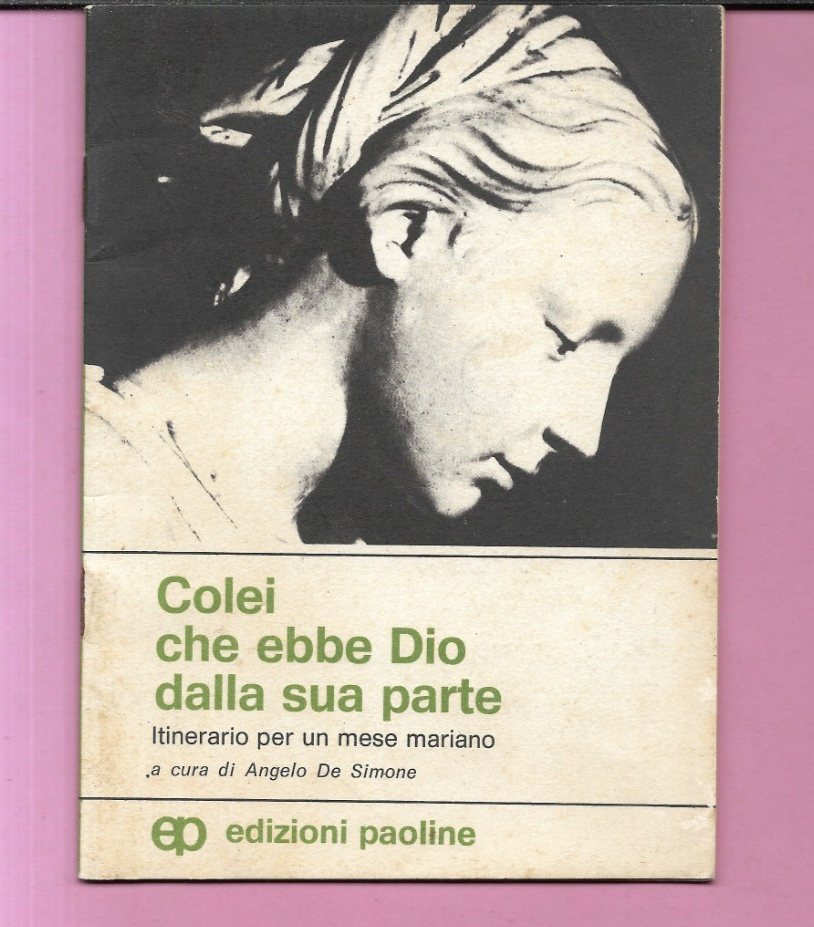 Colei
che ebbe Dio
dalla sua parte
Itinerario per un mese mariano
a cura di Angelo De Simone
ep edizioni paoline